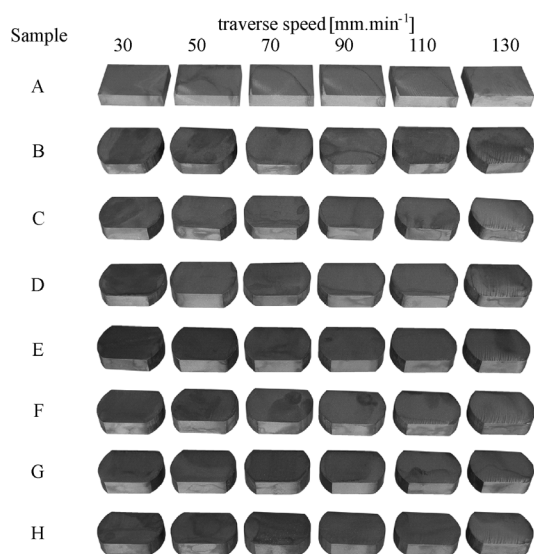 traverse speed [mm.min⁻¹]
Sample
30 50 70 90 110 130
A
B
C
D
E
F
G
H